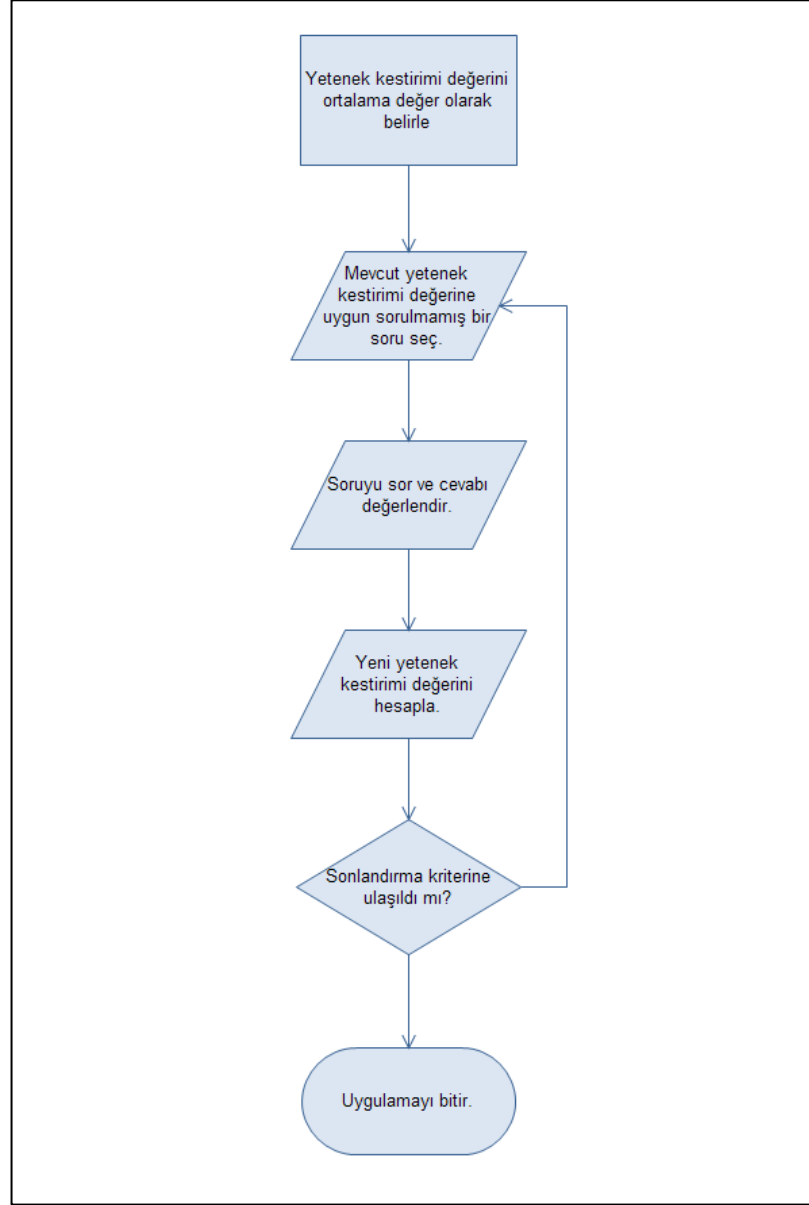 Yetenek kestirimi değerini
ortalama değer olarak
belirle
Mevcut yetenek
kestirimi değerine
uygun sorulmamış bir
soru seç.
Soruyu sor ve cevabı
değerlendir.
Yeni yetenek
kestirimi değerini
hesapla.
Sonlandırma kriterine
ulaşıldı mı?
Uygulamayı bitir.